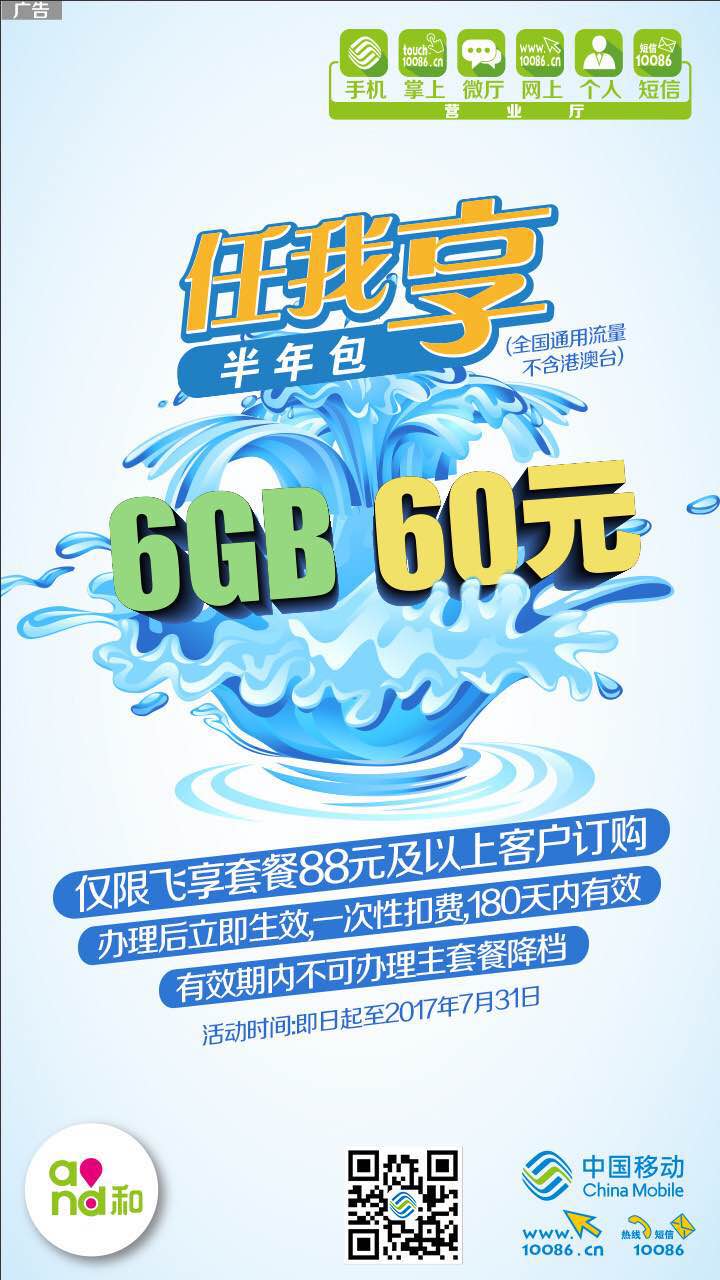 广告
touch
10086.cn
www.
10086.cn
短信
10086
手机 掌上 微厅 网上 个人 短信
营业厅
任我享
半年包
(全国通用流量
不含港澳台)
6GB 60元
仅限飞享套餐88元及以上客户订购
办理后立即生效,一次性扣费,180天内有效
有效期内不可办理主套餐降档
活动时间:即日起至2017年7月31日
and和
中国移动
China Mobile
www.
10086.cn
热线 短信
10086